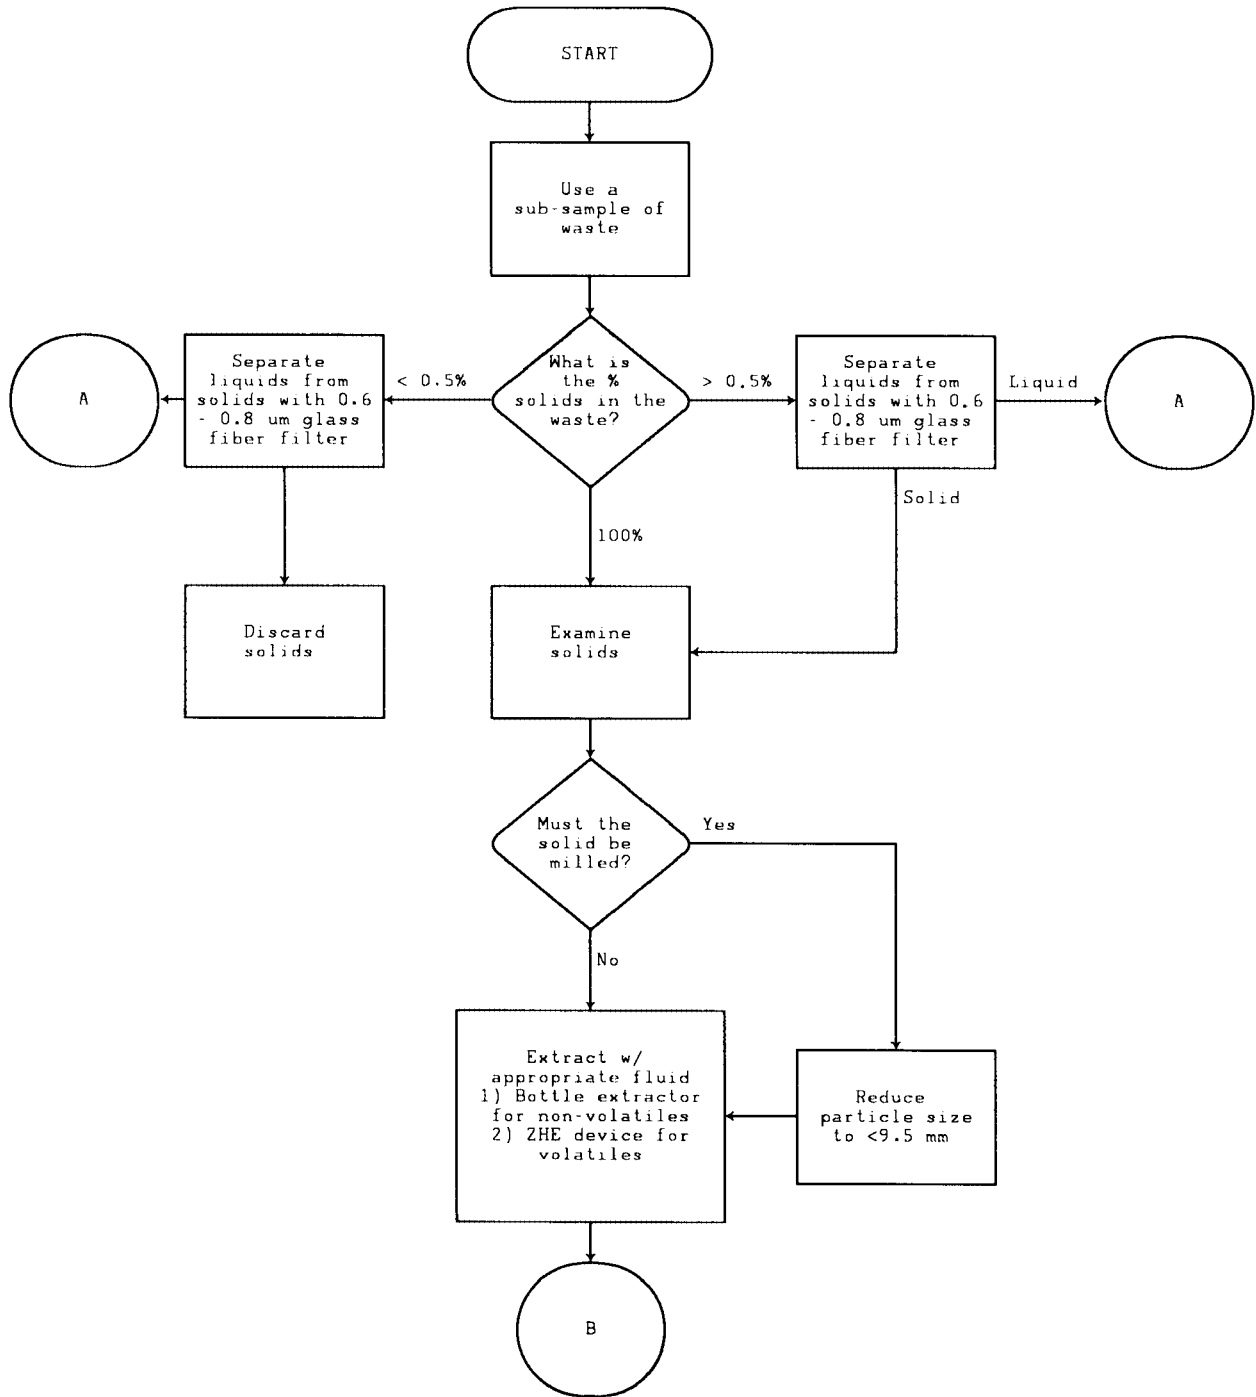 START
Use a
sub-sample of
waste
A
Separate
liquids from
solids with 0.6
- 0.8 um glass
fiber filter
< 0.5%
What is
the %
solids in the
waste?
> 0.5%
Separate
liquids from
solids with 0.6
- 0.8 um glass
fiber filter
Liquid
A
Solid
100%
Discard
solids
Examine
solids
Must the
solid be
milled?
Yes
No
Extract w/
appropriate fluid
1) Bottle extractor
for non-volatiles
2) ZHE device for
volatiles
Reduce
particle size
to <9.5 mm
B